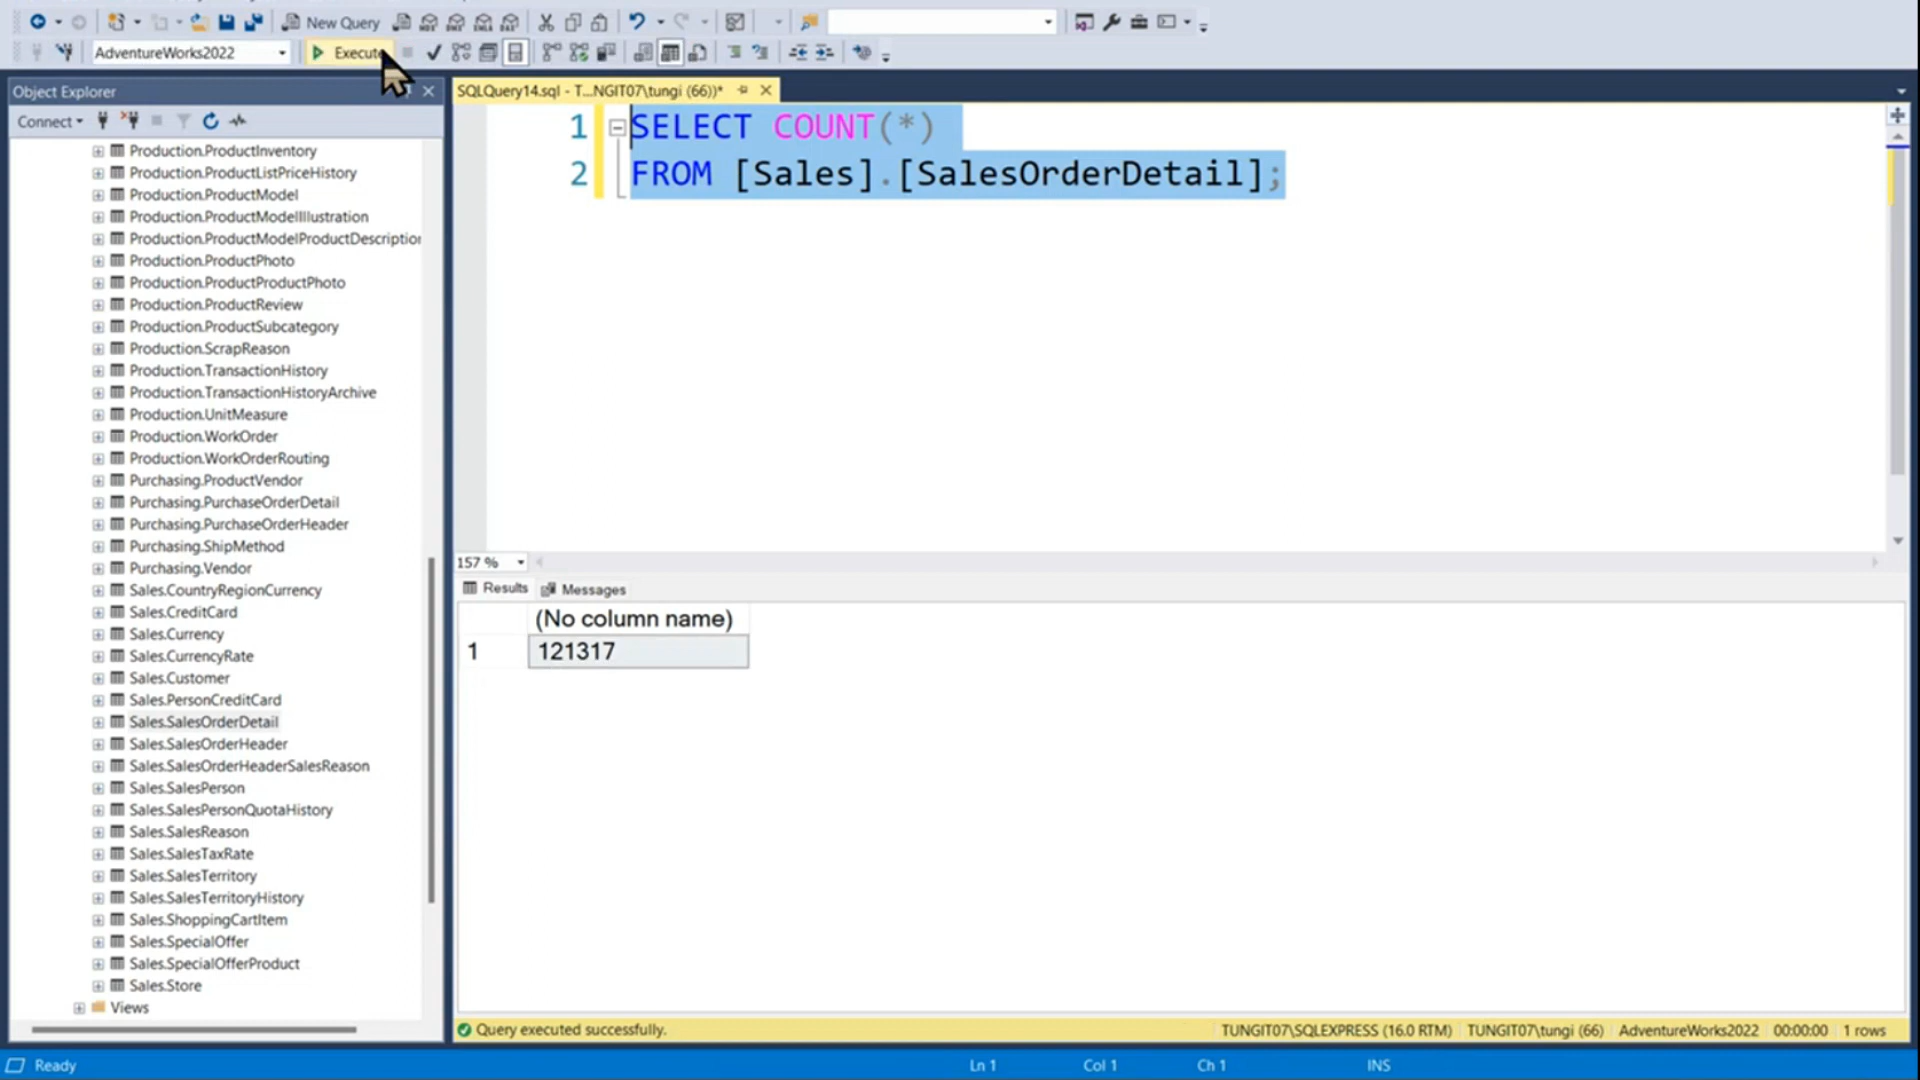 New Query
AdventureWorks2022
Execute
Object Explorer
SQLQuery14.sql - T...NGIT07\tungi (66))*
Connect
Production.ProductInventory
Production.ProductListPriceHistory
Production.ProductModel
Production.ProductModelIllustration
Production.ProductModelProductDescription
Production.ProductPhoto
Production.ProductProductPhoto
Production.ProductReview
Production.ProductSubcategory
Production.ScrapReason
Production.TransactionHistory
Production.TransactionHistoryArchive
Production.UnitMeasure
Production.WorkOrder
Production.WorkOrderRouting
Purchasing.ProductVendor
Purchasing.PurchaseOrderDetail
Purchasing.PurchaseOrderHeader
Purchasing.ShipMethod
Purchasing.Vendor
Sales.CountryRegionCurrency
Sales.CreditCard
Sales.Currency
Sales.CurrencyRate
Sales.Customer
Sales.PersonCreditCard
Sales.SalesOrderDetail
Sales.SalesOrderHeader
Sales.SalesOrderHeaderSalesReason
Sales.SalesPerson
Sales.SalesPersonQuotaHistory
Sales.SalesReason
Sales.SalesTaxRate
Sales.SalesTerritory
Sales.SalesTerritoryHistory
Sales.ShoppingCartItem
Sales.SpecialOffer
Sales.SpecialOfferProduct
Sales.Store
Views
1 SELECT COUNT(*)
2 FROM [Sales].[SalesOrderDetail];
157 %
Results Messages
(No column name)
1 121317
Query executed successfully. TUNGIT07\SQLEXPRESS (16.0 RTM) TUNGIT07\tungi (66) AdventureWorks2022 00:00:00 1 rows
Ready Ln 1 Col 1 Ch 1 INS